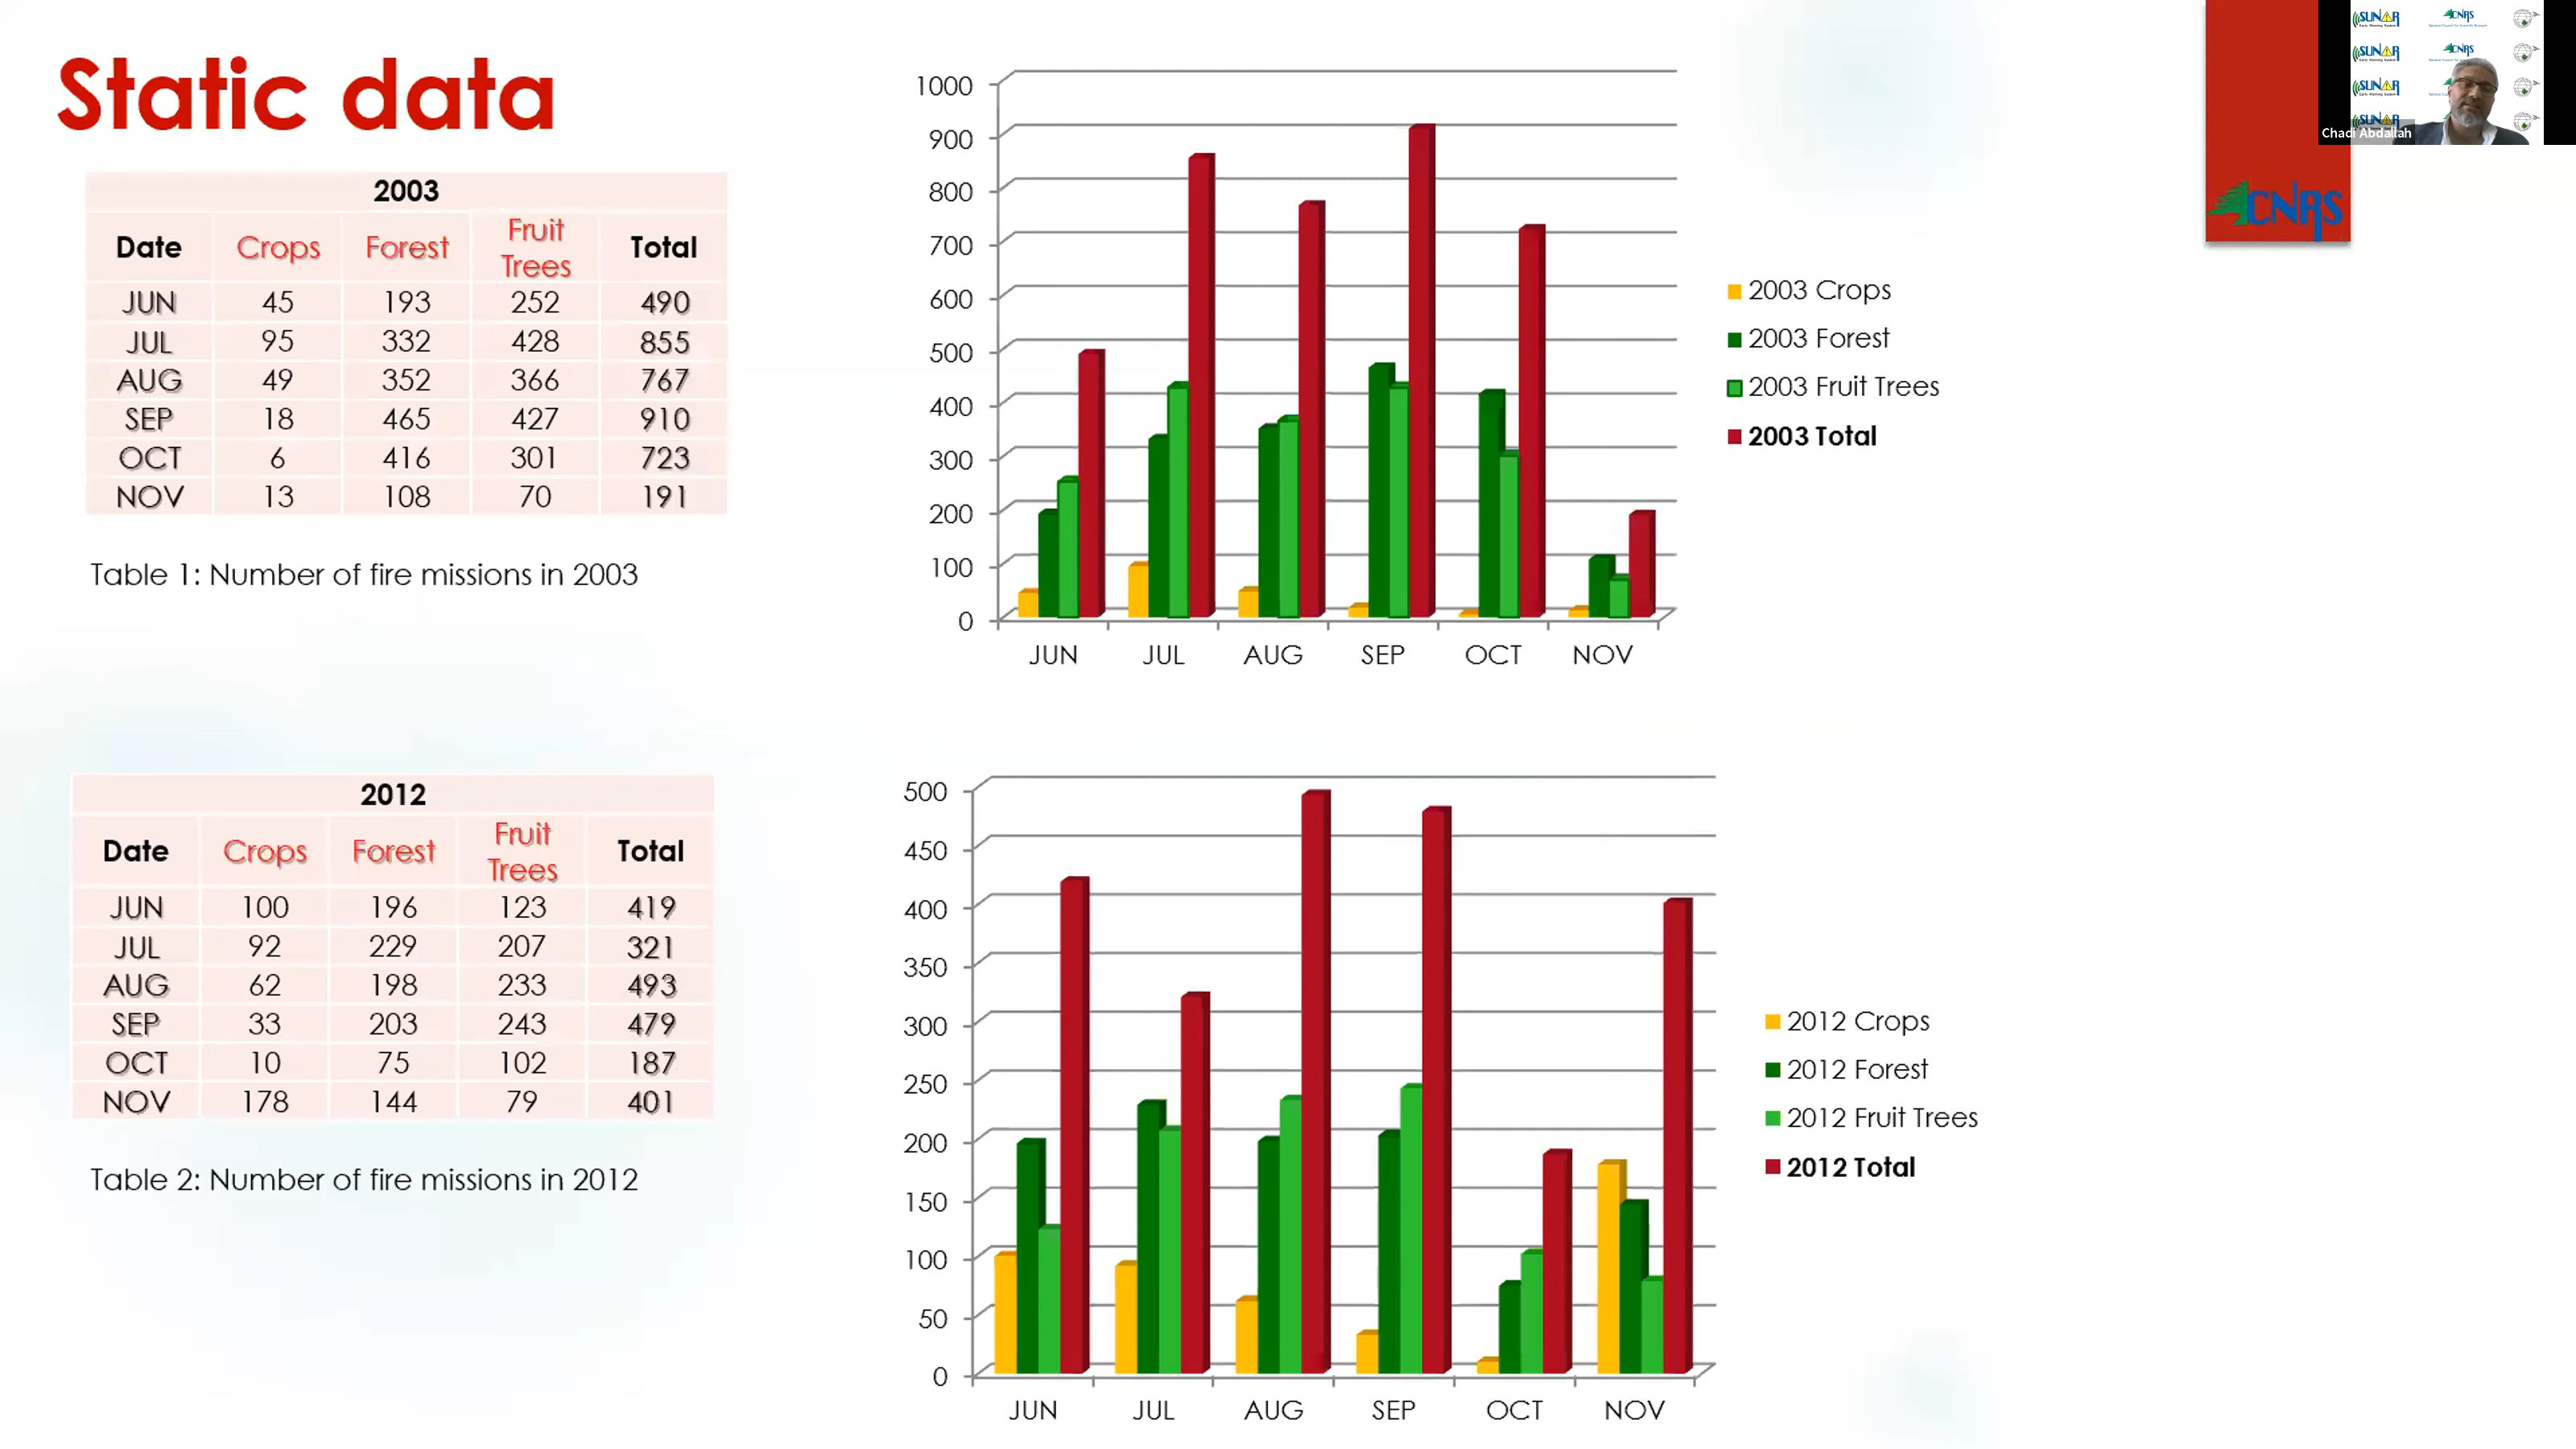 Static data
2003
Date Crops Forest Fruit Trees Total
JUN 45 193 252 490
JUL 95 332 428 855
AUG 49 352 366 767
SEP 18 465 427 910
OCT 6 416 301 723
NOV 13 108 70 191
Table 1: Number of fire missions in 2003
1000
900
800
700
600
500
400
300
200
100
0
JUN JUL AUG SEP OCT NOV
2003 Crops
2003 Forest
2003 Fruit Trees
2003 Total
CNRS
SUNAR CNRS
SUNAR CNRS
SUNAR
SUNAR
Chadi Abdallah
2012
Date Crops Forest Fruit Trees Total
JUN 100 196 123 419
JUL 92 229 207 321
AUG 62 198 233 493
SEP 33 203 243 479
OCT 10 75 102 187
NOV 178 144 79 401
Table 2: Number of fire missions in 2012
500
450
400
350
300
250
200
150
100
50
0
JUN JUL AUG SEP OCT NOV
2012 Crops
2012 Forest
2012 Fruit Trees
2012 Total